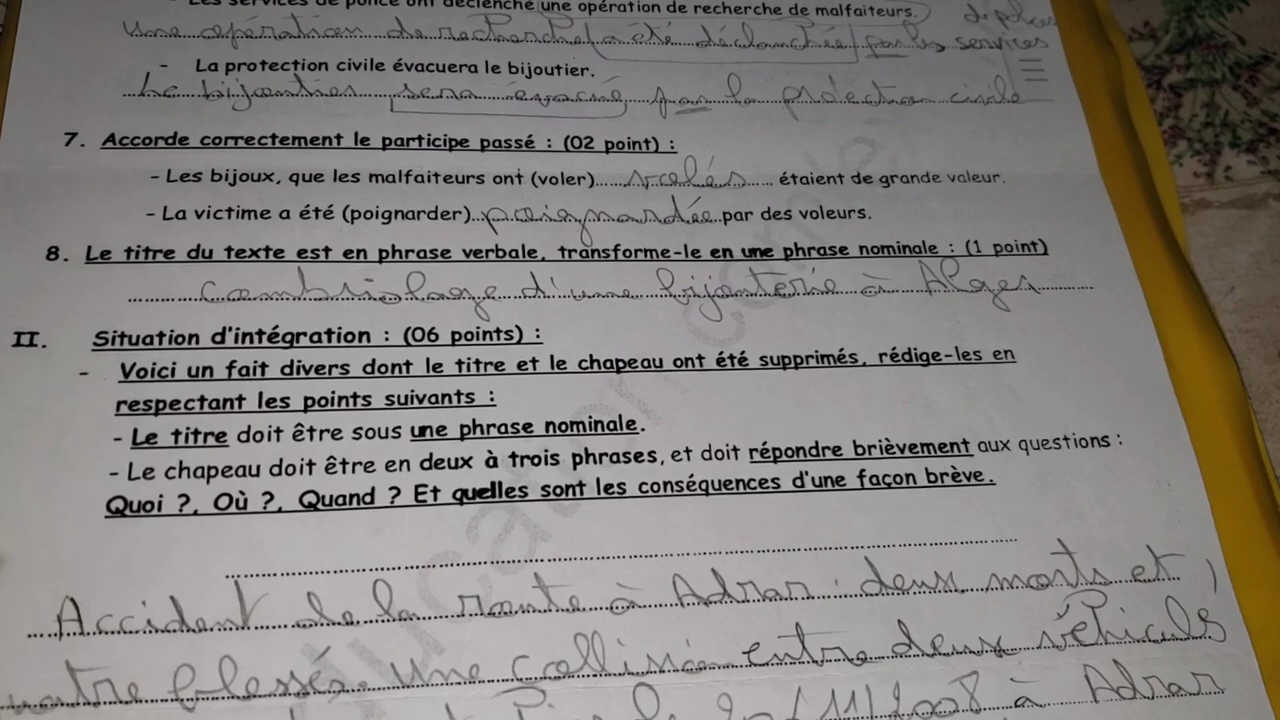 - Les services de police ont déclenché une opération de recherche de malfaiteurs.
Une opération de recherche a été déclanchée par les services de police
- La protection civile évacuera le bijoutier.
Le bijoutier sera évacué par la protection civile
7. Accorde correctement le participe passé : (02 point) :
- Les bijoux, que les malfaiteurs ont (voler)......volés...... étaient de grande valeur.
- La victime a été (poignarder)..poignardée..par des voleurs.
8. Le titre du texte est en phrase verbale, transforme-le en une phrase nominale : (1 point)
Cambriolage d'une bijouterie à Alger
II. Situation d'intégration : (06 points) :
- Voici un fait divers dont le titre et le chapeau ont été supprimés, rédige-les en
respectant les points suivants :
- Le titre doit être sous une phrase nominale.
- Le chapeau doit être en deux à trois phrases, et doit répondre brièvement aux questions :
Quoi ?, Où ?, Quand ? Et quelles sont les conséquences d'une façon brève.
Accident de la route à Adrar : deux morts et
quatre blessés. Une collision entre deux véhiculs
/11/2008 à Adrar